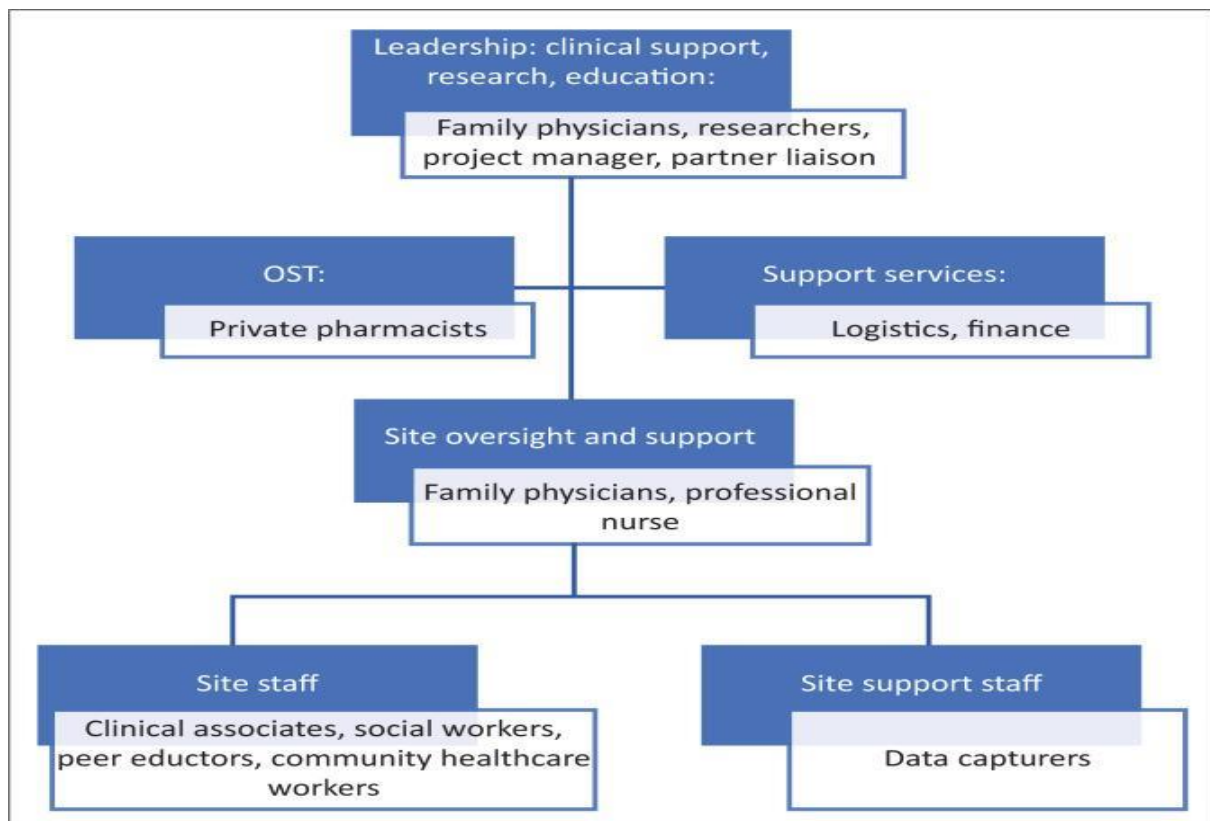 Leadership: clinical support,
research, education:
Family physicians, researchers,
project manager, partner liaison
OST:
Private pharmacists
Support services:
Logistics, finance
Site oversight and support
Family physicians, professional
nurse
Site staff
Clinical associates, social workers,
peer eductors, community healthcare
workers
Site support staff
Data capturers